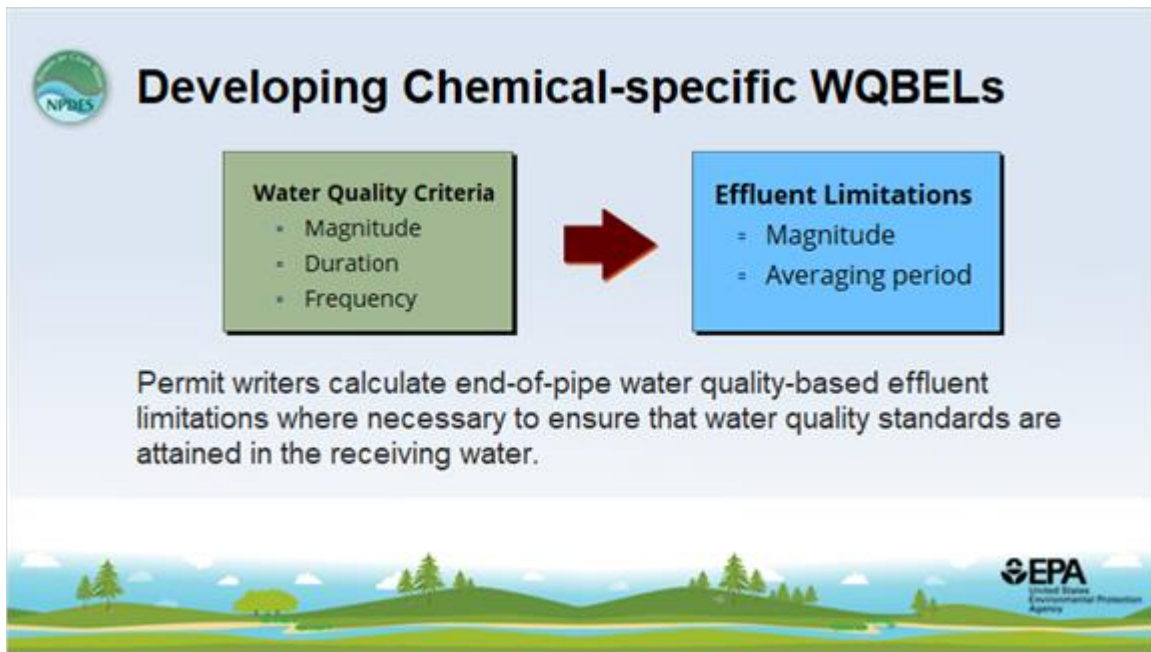 NPDES
Developing Chemical-specific WQBELs
Water Quality Criteria
Magnitude
Duration
Frequency
Effluent Limitations
Magnitude
Averaging period
Permit writers calculate end-of-pipe water quality-based effluent
limitations where necessary to ensure that water quality standards are
attained in the receiving water.
EPA
United States
Environmental Protection
Agency